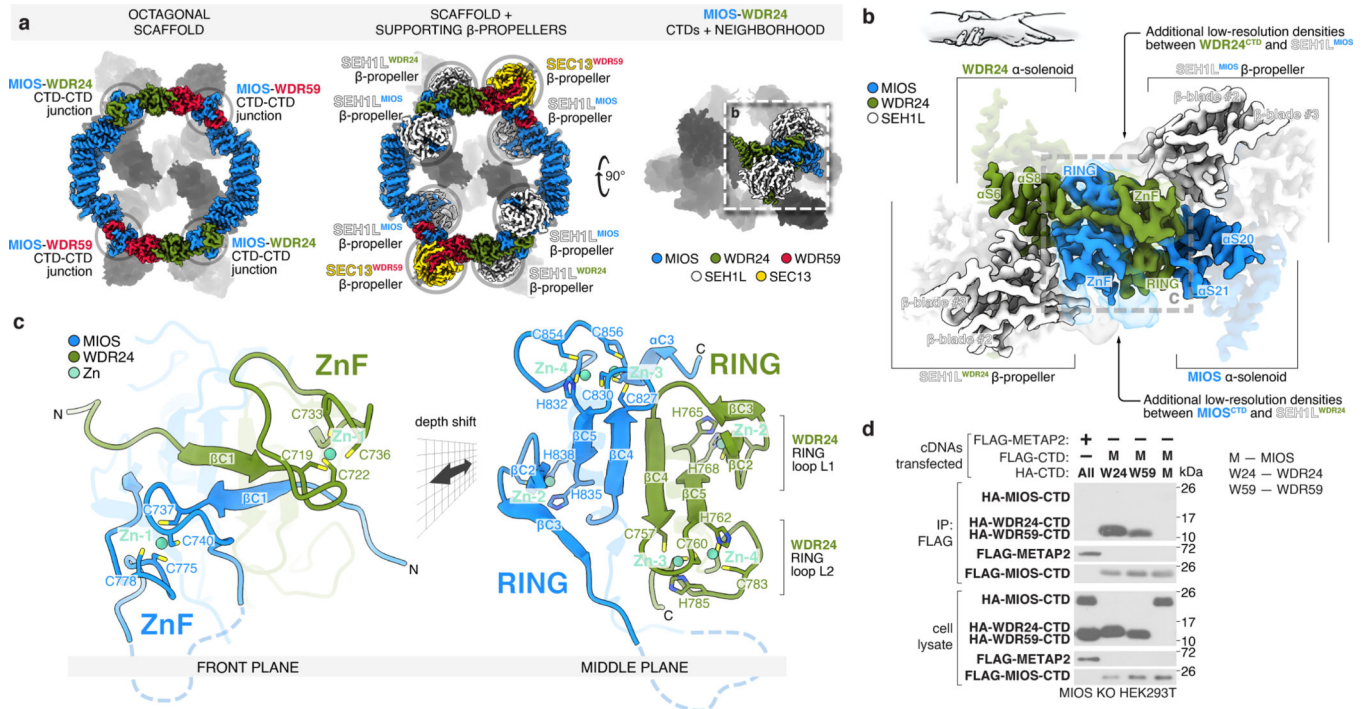 a
OCTAGONAL
SCAFFOLD
SCAFFOLD +
SUPPORTING β-PROPELLERS
MIOS-WDR24
CTDs + NEIGHBORHOOD
MIOS-WDR24
CTD-CTD
junction
MIOS-WDR59
CTD-CTD
junction
MIOS-WDR59
CTD-CTD
junction
MIOS-WDR24
CTD-CTD
junction
SEH1L^WDR24
β-propeller
SEH1L^MIOS
β-propeller
SEC13^WDR59
β-propeller
SEH1L^MIOS
β-propeller
SEH1L^MIOS
β-propeller
SEC13^WDR59
β-propeller
SEH1L^MIOS
β-propeller
SEH1L^WDR24
β-propeller
90°
b
MIOS WDR24 WDR59
SEH1L SEC13
b
WDR24 α-solenoid
Additional low-resolution densities
between WDR24^CTD and SEH1L^MIOS
SEH1L^MIOS β-propeller
MIOS
WDR24
SEH1L
β-blade #2
β-blade #3
αS6
αS8
RING
ZnF
αS20
ZnF
RING
αS21
C
β-blade #3
β-blade #2
SEH1L^WDR24 β-propeller
MIOS α-solenoid
Additional low-resolution densities
between MIOS^CTD and SEH1L^WDR24
c
MIOS
WDR24
Zn
ZnF
N
C733
Zn-1
C736
C719
C722
βC1
βC1
C737
Zn-1
C740
C775
C778
N
ZnF
FRONT PLANE
depth shift
C854
C856
αC3
C
RING
Zn-4
Zn-3
H832
C830
C827
H765
βC3
Zn-2
βC5
βC4
H838
βC2
Zn-2
H835
βC3
H768
βC2
βC4
βC5
H762
C757
C760
Zn-4
Zn-3
C783
H785
C
RING
WDR24
RING
loop L1
WDR24
RING
loop L2
MIDDLE PLANE
d
cDNAs
transfected
FLAG-METAP2: + – – –
FLAG-CTD: – M M M
HA-CTD: All W24 W59 M kDa
M — MIOS
W24 — WDR24
W59 — WDR59
IP:
FLAG
HA-MIOS-CTD
26
HA-WDR24-CTD
17
HA-WDR59-CTD
10
FLAG-METAP2
72
FLAG-MIOS-CTD
26
cell
lysate
HA-MIOS-CTD
26
HA-WDR24-CTD
17
HA-WDR59-CTD
10
FLAG-METAP2
72
FLAG-MIOS-CTD
26
MIOS KO HEK293T